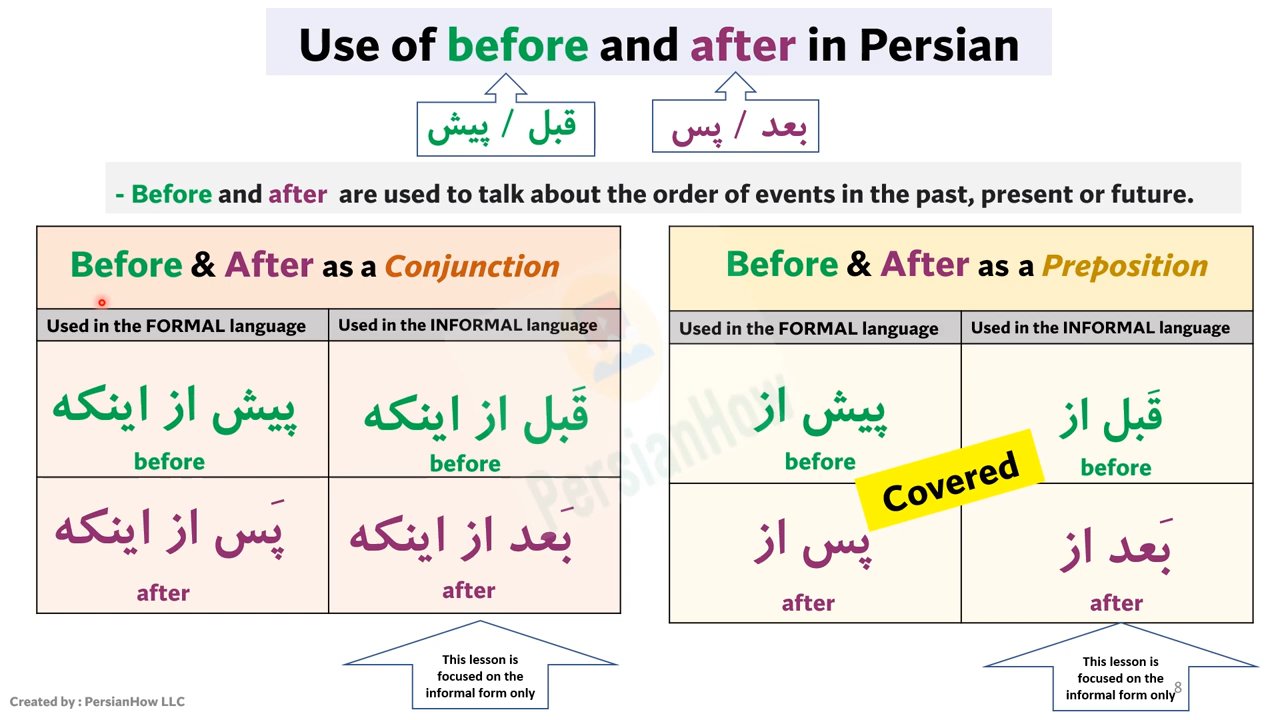 Use of before and after in Persian
قبل / پیش
بعد / پس
- Before and after are used to talk about the order of events in the past, present or future.
Before & After as a Conjunction
Used in the FORMAL language
Used in the INFORMAL language
پیش از اینکه
before
قَبل از اینکه
before
پَس از اینکه
after
بَعد از اینکه
after
This lesson is
focused on the
informal form only
Before & After as a Preposition
Used in the FORMAL language
Used in the INFORMAL language
پیش از
before
قَبل از
before
Covered
پس از
after
بَعد از
after
This lesson is
focused on the
informal form only
8
PersianHow
Created by : PersianHow LLC